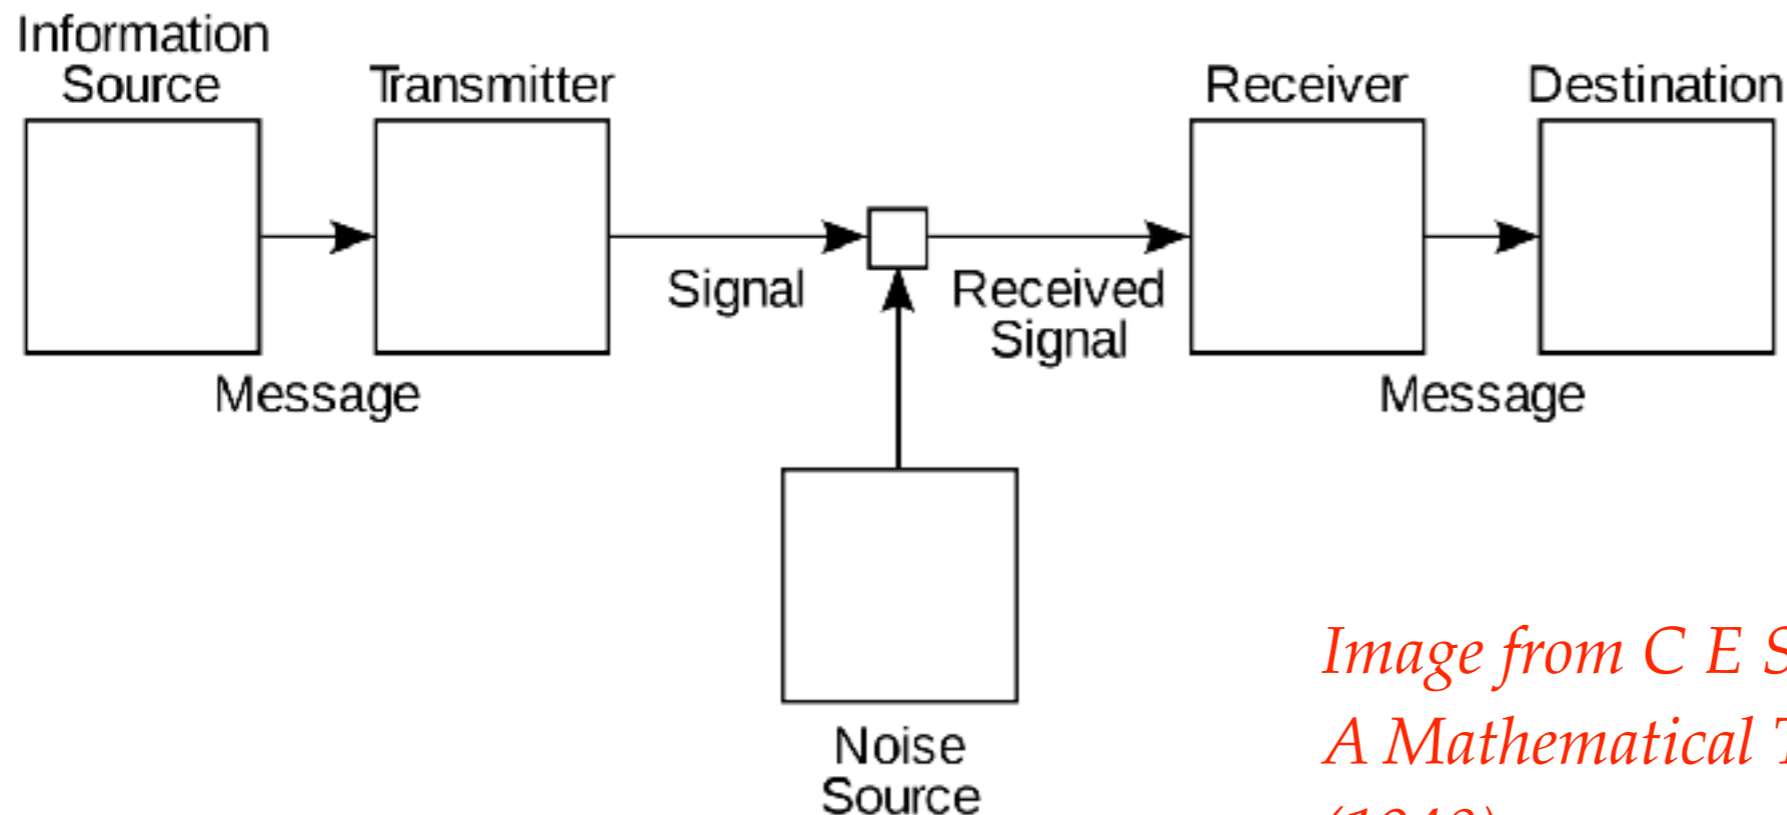 Information
Source
Transmitter
Receiver
Destination
Signal
Received
Signal
Message
Message
Noise
Source
Image from C E
A Mathematical